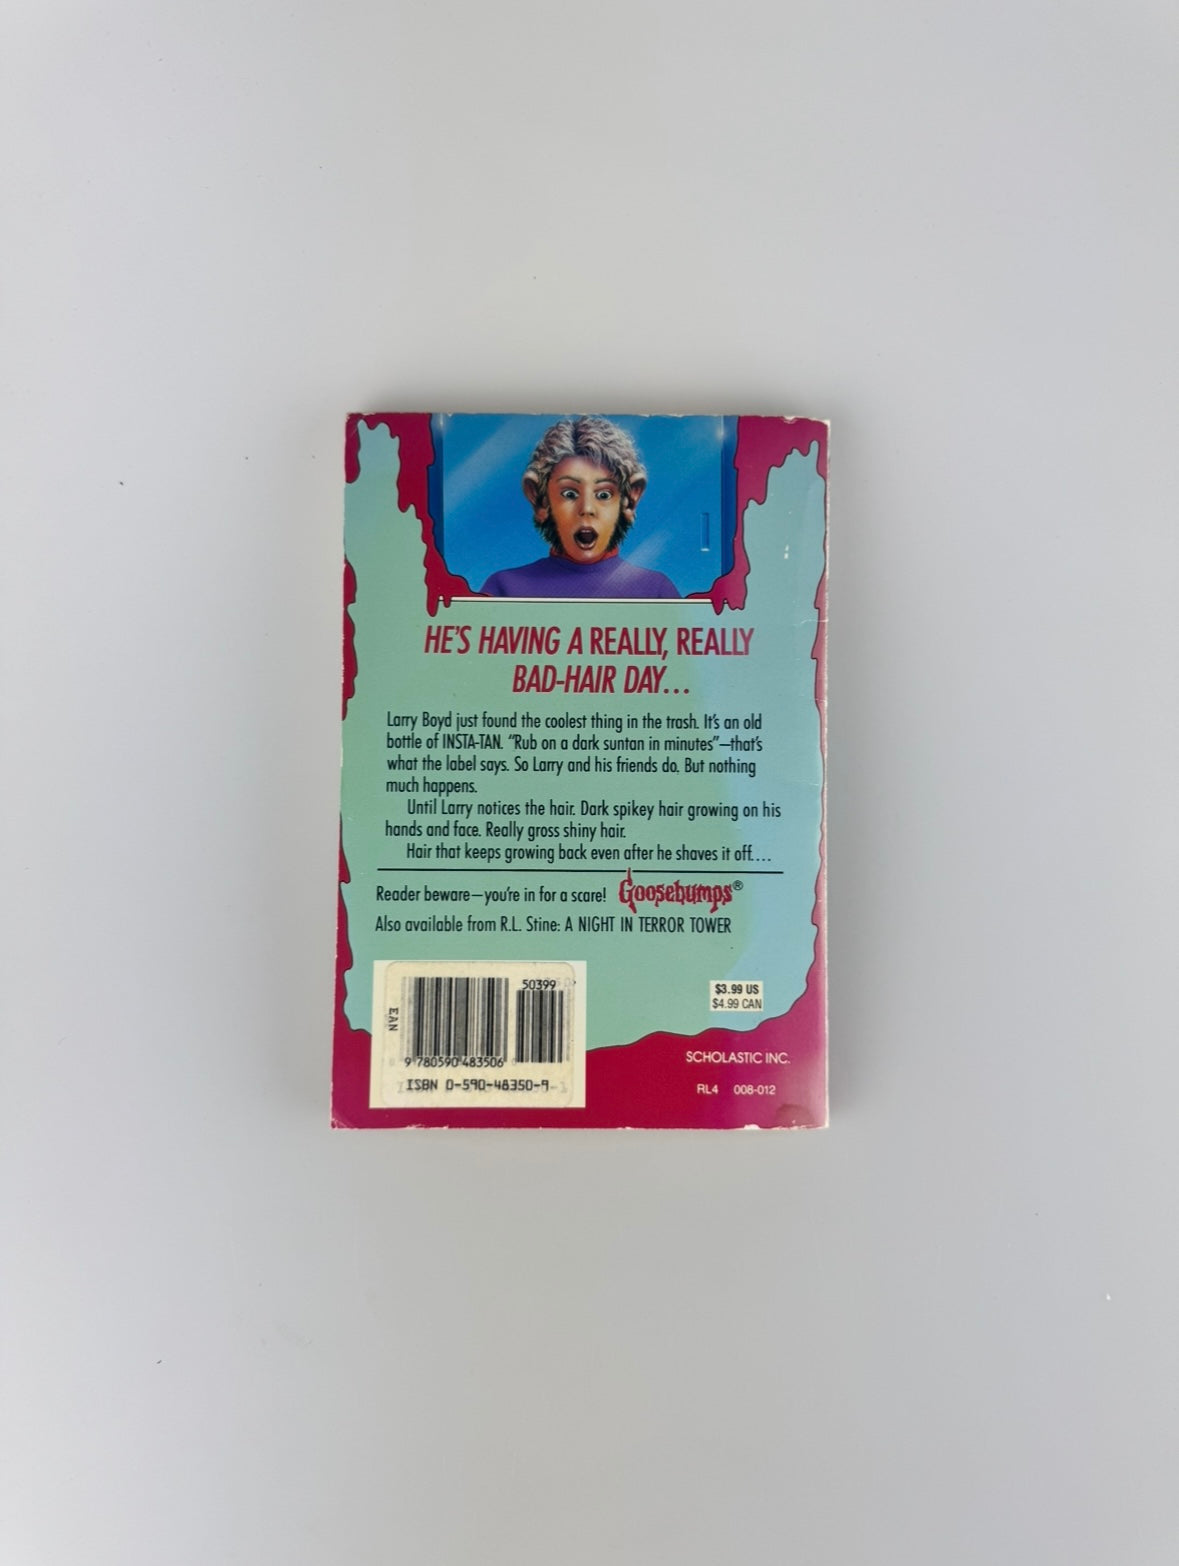 HE'S HAVING A REALLY, REALLY
BAD-HAIR DAY...
Larry Boyd just found the coolest thing in the trash. It's an old
bottle of INSTA-TAN. "Rub on a dark suntan in minutes"—that's
what the label says. So Larry and his friends do. But nothing
much happens.
Until Larry notices the hair. Dark spikey hair growing on his
hands and face. Really gross shiny hair.
Hair that keeps growing back even after he shaves it off....
Reader beware—you're in for a scare! Goosebumps®
Also available from R.L. Stine: A NIGHT IN TERROR TOWER
50399
EAN
9 780590 483506
ISBN 0-590-48350-9
$3.99 US
$4.99 CAN
SCHOLASTIC INC.
RL4 008-012